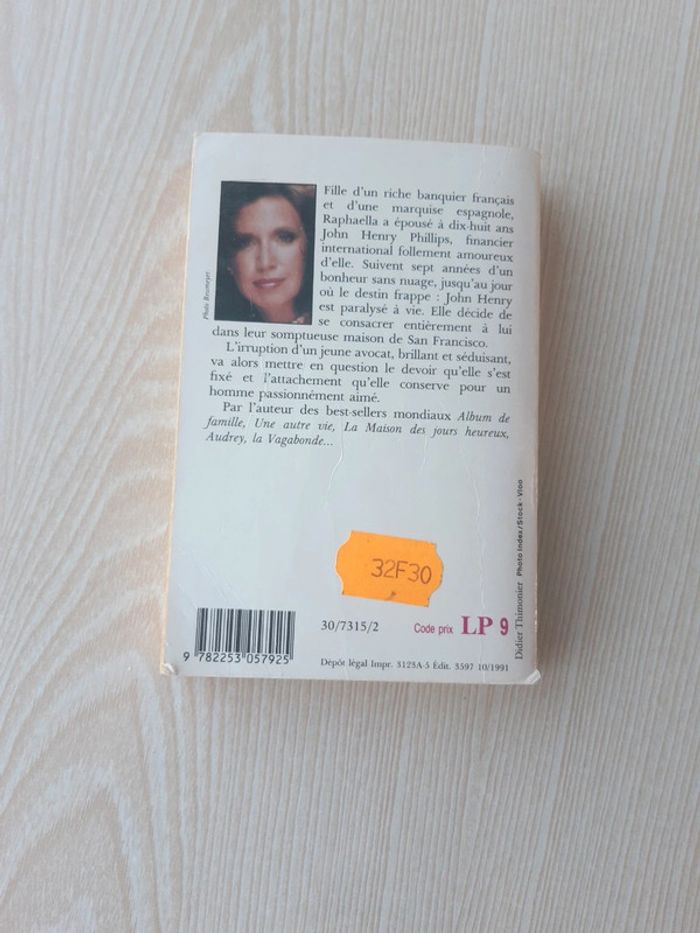 Fille d'un riche banquier français
et d'une marquise espagnole,
Raphaella a épousé à dix-huit ans
John Henry Phillips, financier
international follement amoureux
d'elle. Suivent sept années d'un
bonheur sans nuage, jusqu'au jour
où le destin frappe : John Henry
est paralysé à vie. Elle décide de
se consacrer entièrement à lui
dans leur somptueuse maison de San Francisco.
L'irruption d'un jeune avocat, brillant et séduisant,
va alors mettre en question le devoir qu'elle s'est
fixé et l'attachement qu'elle conserve pour un
homme passionnément aimé.
Par l'auteur des best-sellers mondiaux Album de
famille, Une autre vie, La Maison des jours heureux,
Audrey, la Vagabonde...
32F30
30/7315/2
Code prix LP 9
9 782253 057925
Dépôt légal Impr. 3123A-5 Édit. 3597 10/1991
Didier Thimonier Photo Index/Stock-Vloo